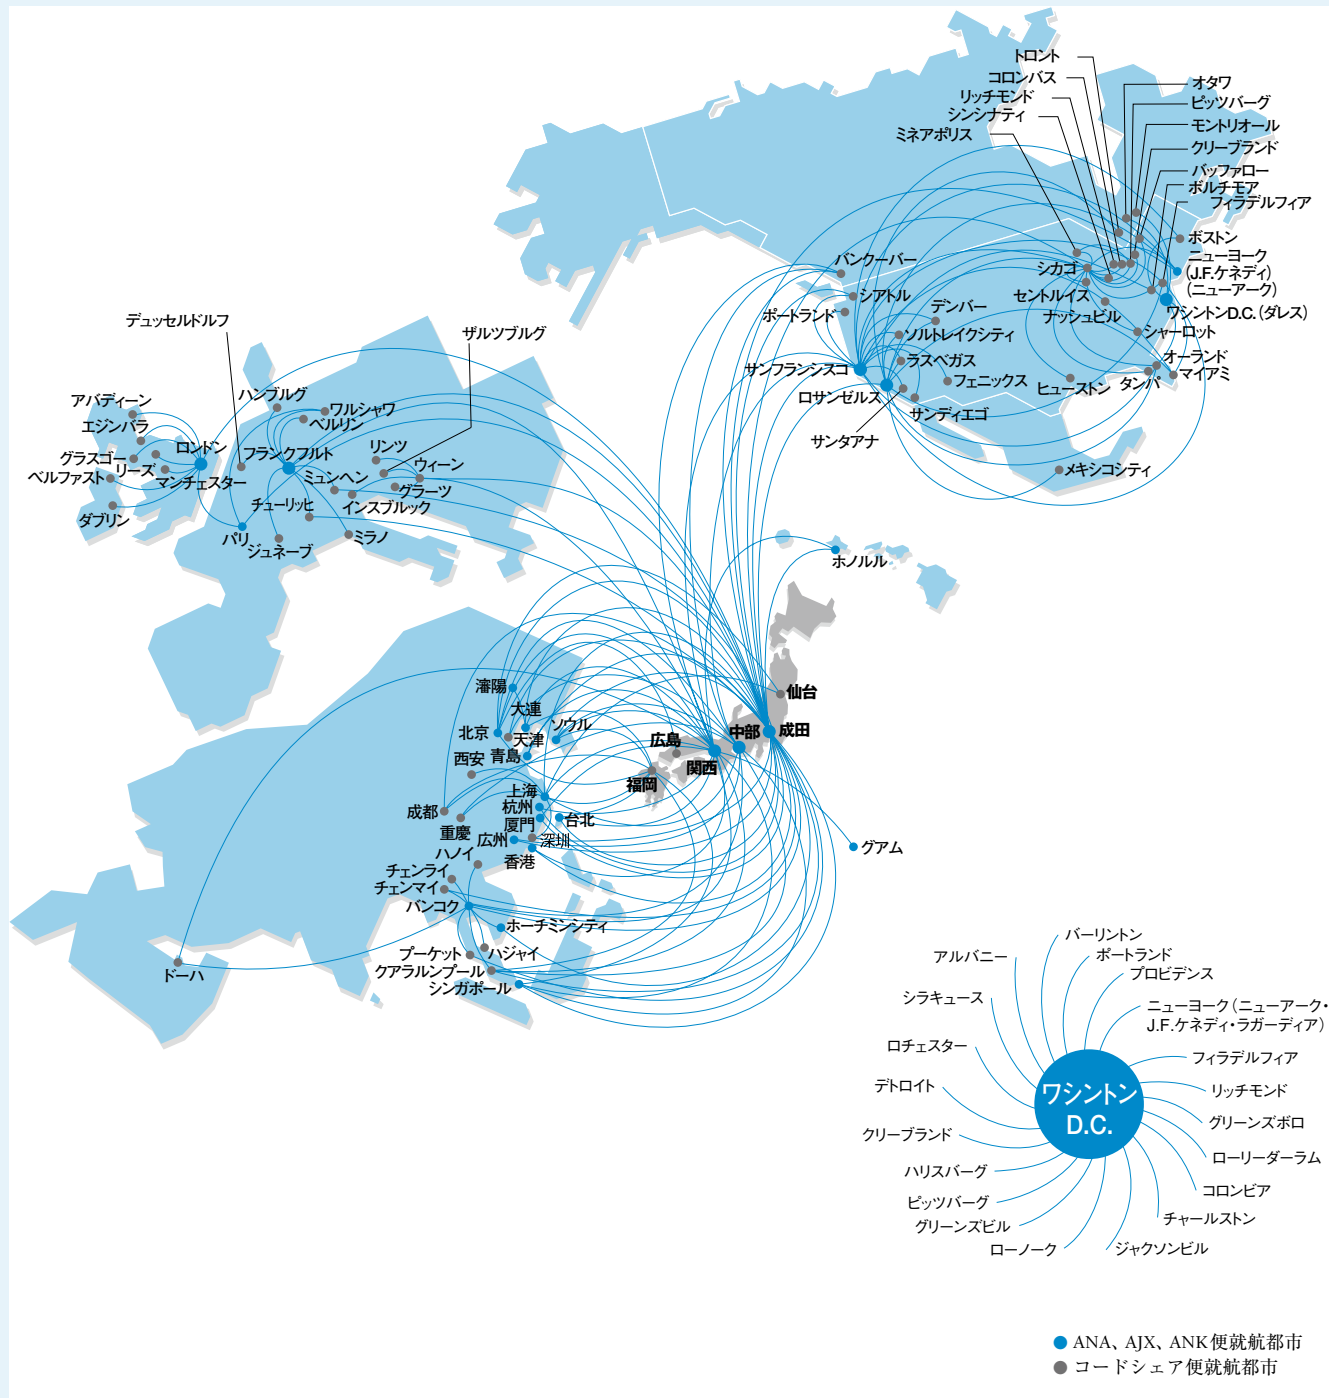 トロント
コロンバス
リッチモンド
シンシナティ
ミネアポリス
オタワ
ピッツバーグ
モントリオール
クリーブランド
バッファロー
ボルチモア
フィラデルフィア
ボストン
ニューヨーク
(J.F.ケネディ)
(ニューアーク)
ワシントンD.C.(ダレス)
シカゴ
セントルイス
ナッシュビル
シャーロット
オーランド
マイアミ
タンパ
ヒューストン
バンクーバー
シアトル
ポートランド
デンバー
ソルトレイクシティ
サンフランシスコ
ラスベガス
フェニックス
ロサンゼルス
サンディエゴ
サンタアナ
メキシコシティ
デュッセルドルフ
ザルツブルグ
ハンブルグ
アバディーン
ワルシャワ
エジンバラ
ベルリン
ロンドン
フランクフルト
リンツ
グラスゴー
ウィーン
リーズ
ベルファスト
マンチェスター
ミュンヘン
グラーツ
チューリッヒ
インスブルック
ダブリン
パリ
ジュネーブ
ミラノ
ホノルル
瀋陽
大連
北京
天津
ソウル
青島
西安
仙台
成田
中部
広島
関西
福岡
上海
杭州
成都
厦門
台北
重慶
広州
深圳
香港
グアム
ハノイ
チェンライ
チェンマイ
バンコク
ホーチミンシティ
プーケット
ハジャイ
クアラルンプール
シンガポール
ドーハ
バーリントン
アルバニー
ポートランド
プロビデンス
シラキュース
ニューヨーク(ニューアーク・
J.F.ケネディ・ラガーディア)
ロチェスター
フィラデルフィア
デトロイト
リッチモンド
ワシントン
D.C.
グリーンズボロ
クリーブランド
ローリーダーラム
ハリスバーグ
コロンビア
ピッツバーグ
チャールストン
グリーンズビル
ローノーク
ジャクソンビル
ANA、AJX、ANK便就航都市
コードシェア便就航都市